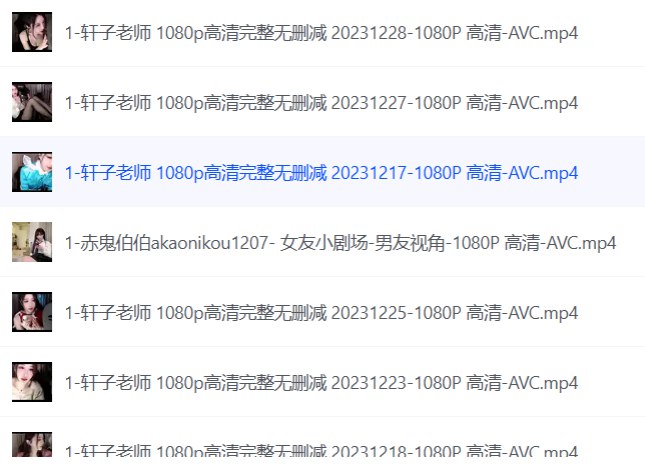 1-轩子老师 1080p高清完整无删减 20231228-1080P 高清-AVC.mp4
1-轩子老师 1080p高清完整无删减 20231227-1080P 高清-AVC.mp4
1-轩子老师 1080p高清完整无删减 20231217-1080P 高清-AVC.mp4
1-赤鬼伯伯akaonikou1207- 女友小剧场-男友视角-1080P 高清-AVC.mp4
1-轩子老师 1080p高清完整无删减 20231225-1080P 高清-AVC.mp4
1-轩子老师 1080p高清完整无删减 20231223-1080P 高清-AVC.mp4
1-轩子老师 1080p高清完整无删减 20231218-1080P 高清-AVC.mp4